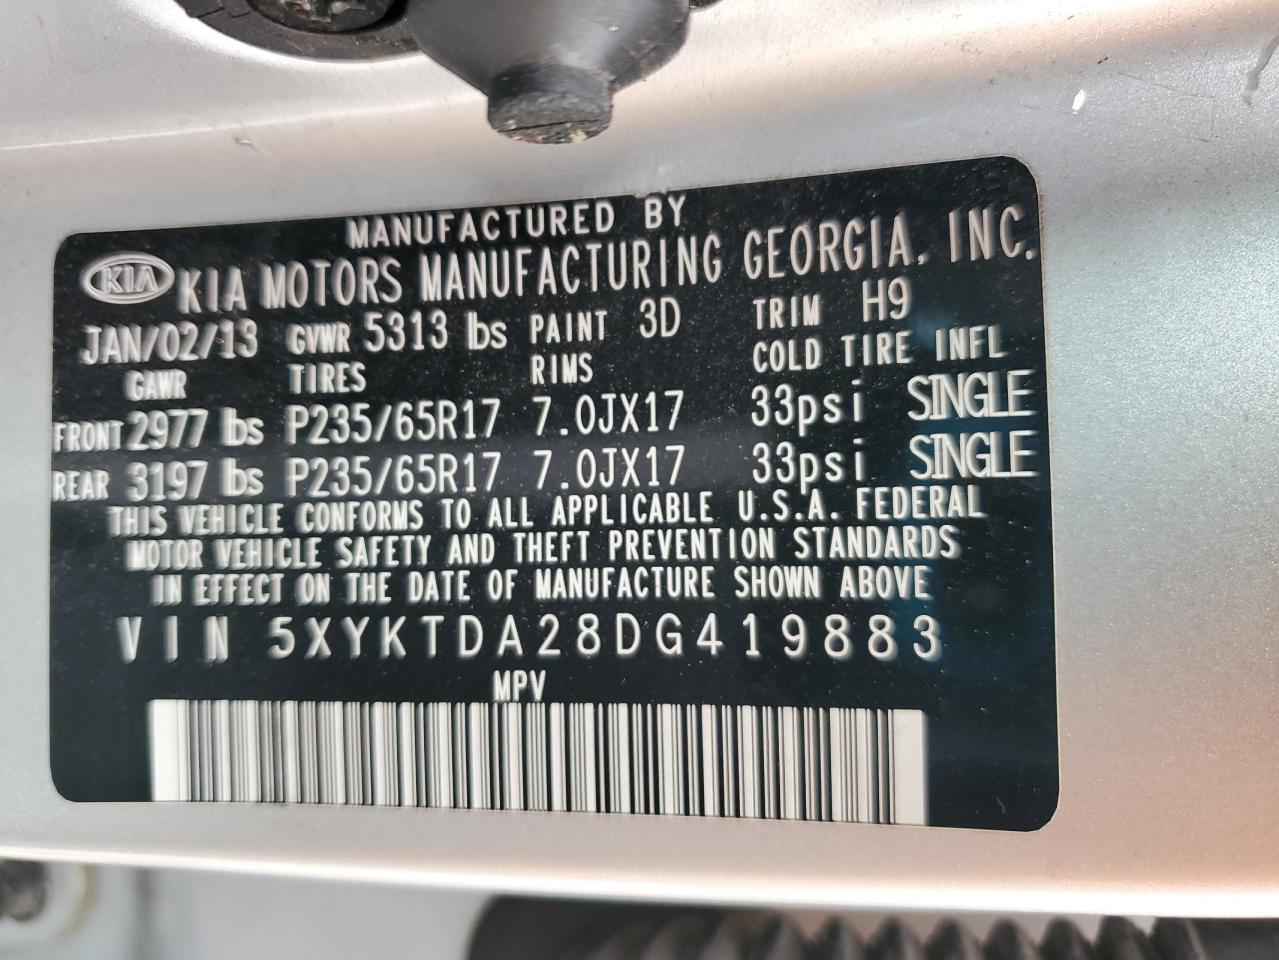 MANUFACTURED BY
KIA KIA MOTORS MANUFACTURING GEORGIA, INC.
JAN/02/13 GVWR 5313 lbs PAINT 3D TRIM H9
GAWR TIRES RIMS COLD TIRE INFL
FRONT 2977 lbs P235/65R17 7.0JX17 33psi SINGLE
REAR 3197 lbs P235/65R17 7.0JX17 33psi SINGLE
THIS VEHICLE CONFORMS TO ALL APPLICABLE U.S.A. FEDERAL
MOTOR VEHICLE SAFETY AND THEFT PREVENTION STANDARDS
IN EFFECT ON THE DATE OF MANUFACTURE SHOWN ABOVE
VIN 5XYKTDA28DG419883
MPV